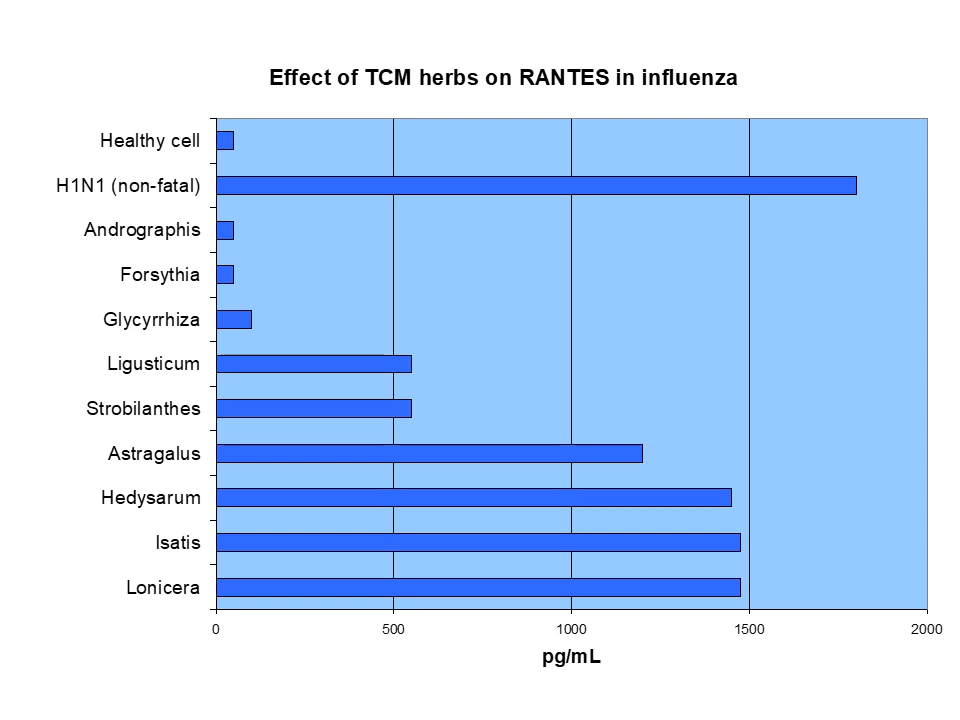 Effect of TCM herbs on RANTES in influenza
Healthy cell
H1N1 (non-fatal)
Andrographis
Forsythia
Glycyrrhiza
Ligusticum
Strobilanthes
Astragalus
Hedysarum
Isatis
Lonicera
0 500 1000 1500 2000
pg/mL